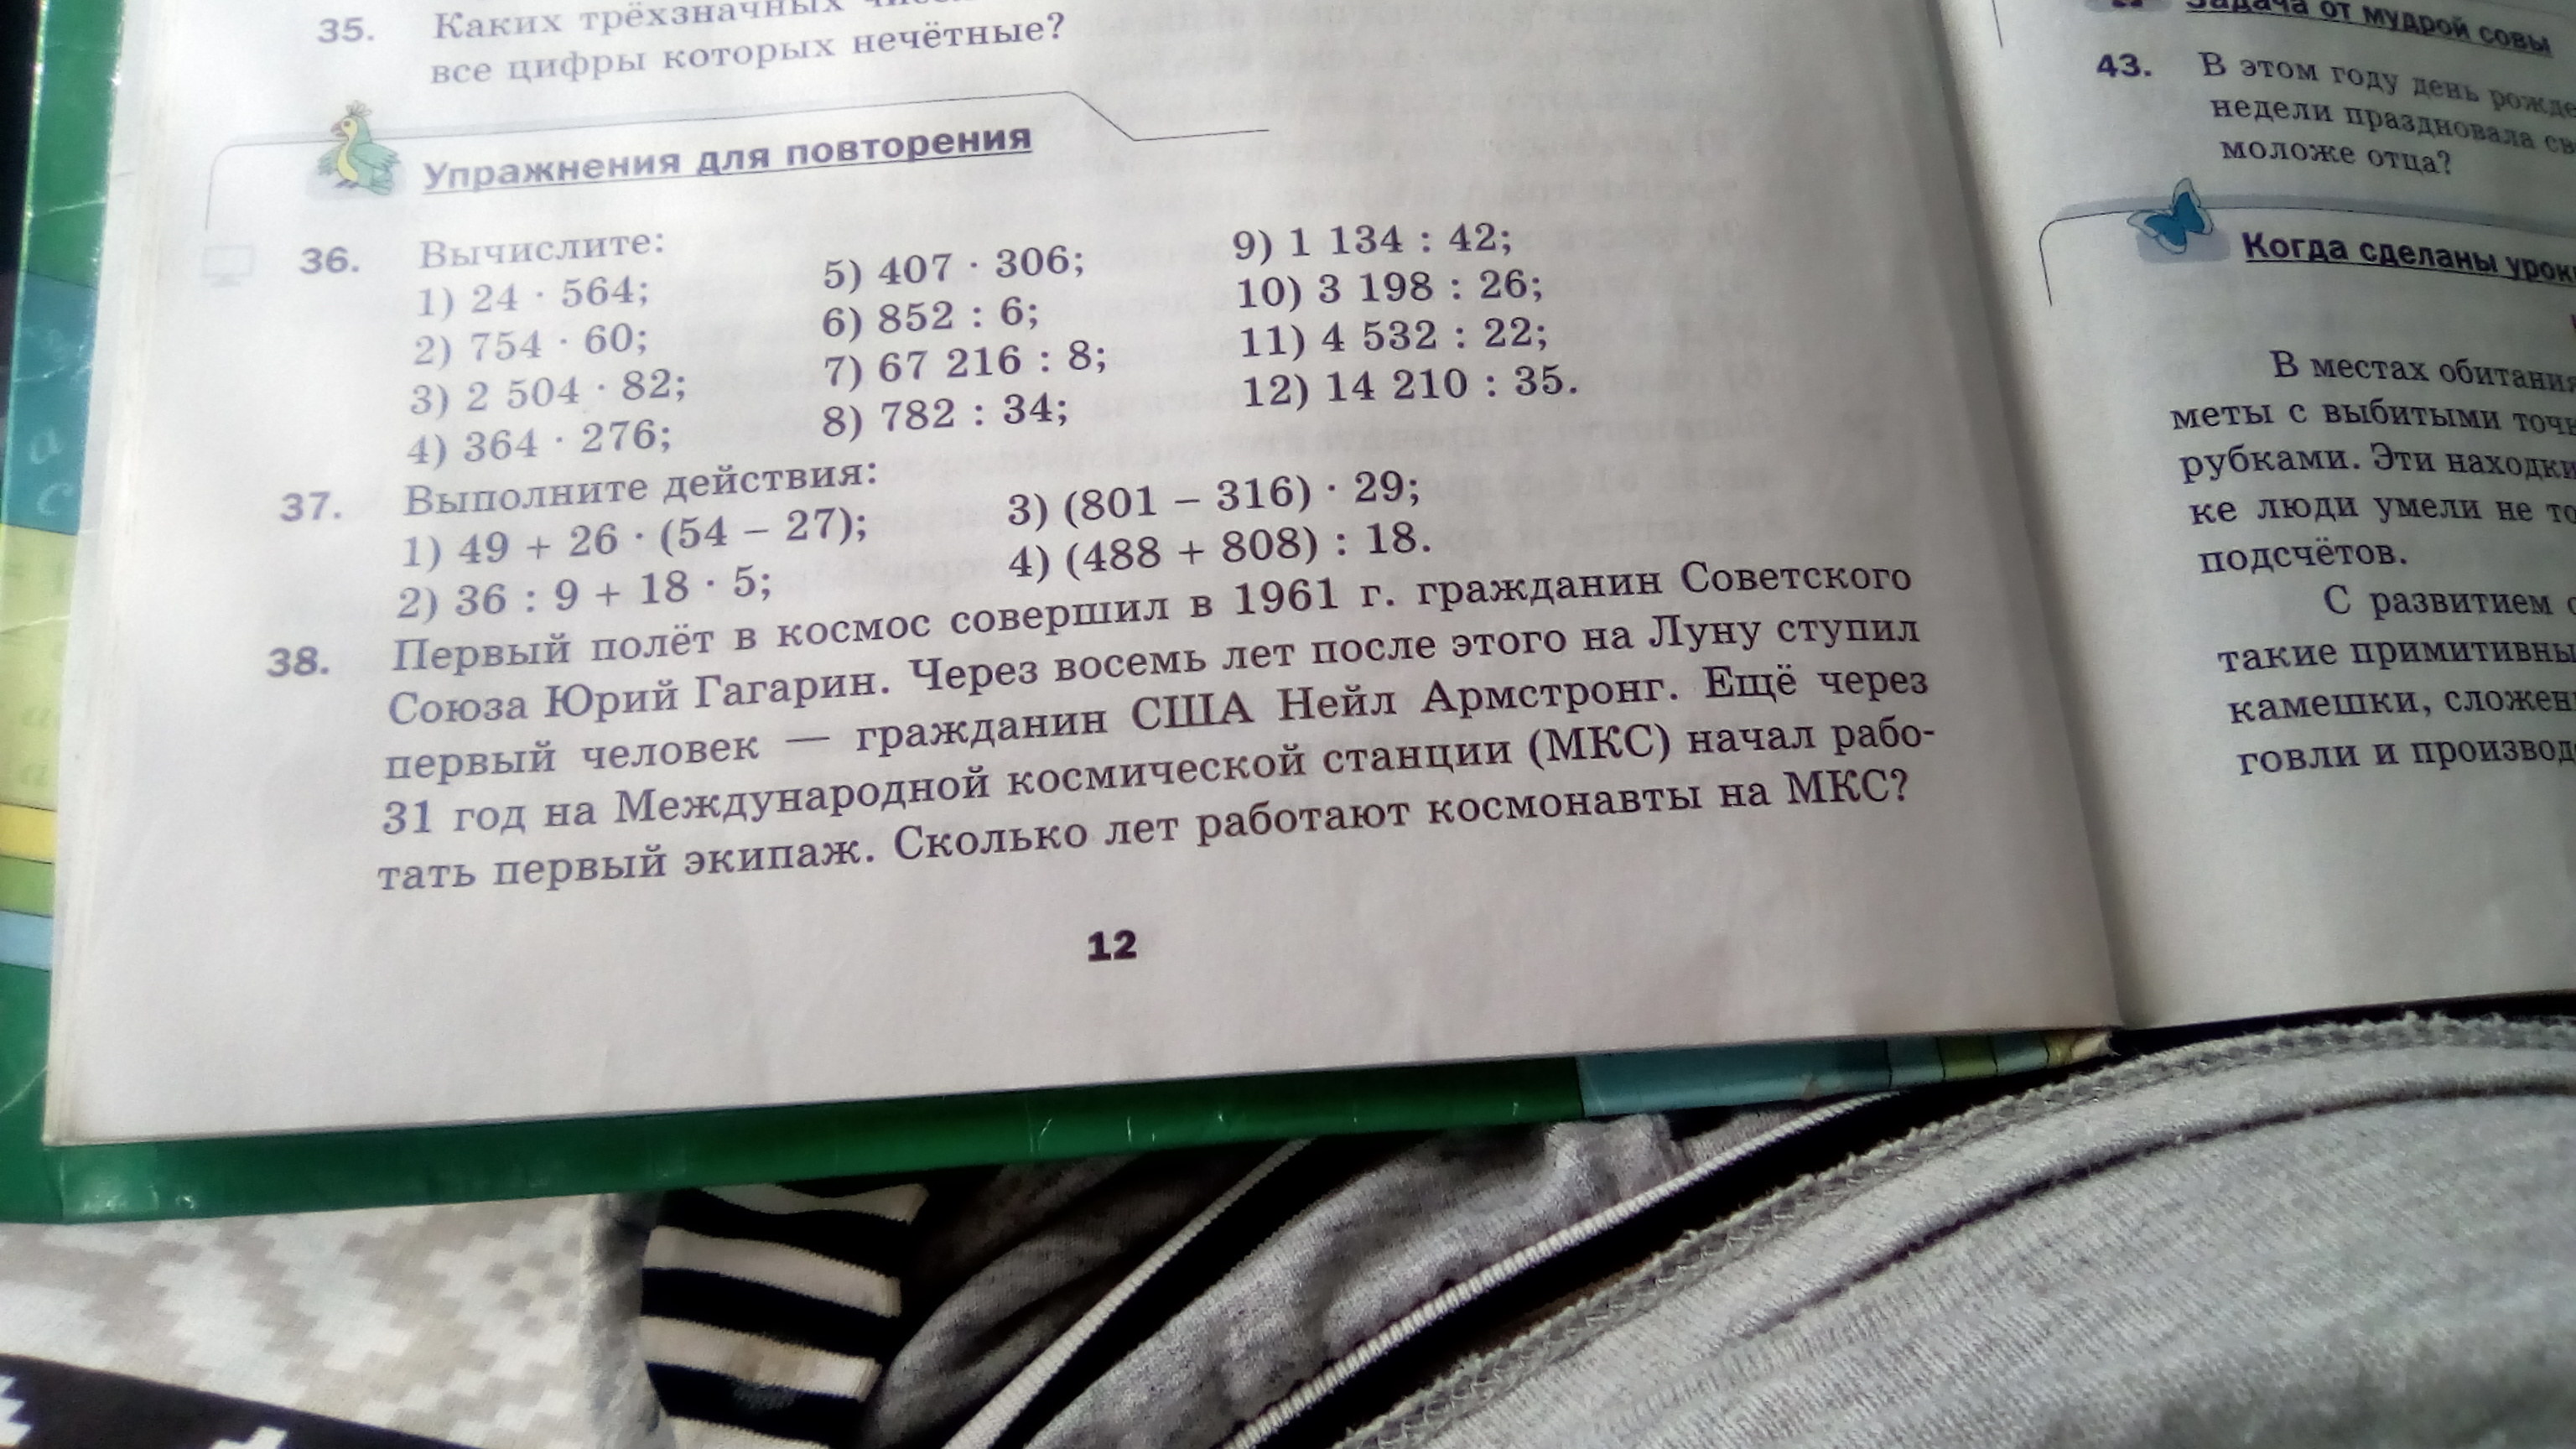 35. Каких трёхзначных
все цифры которых нечётные?
Упражнения для повторения
36. Вычислите:
1) 24 · 564;
2) 754 · 60;
3) 2 504 · 82;
4) 364 · 276;
5) 407 · 306;
6) 852 : 6;
7) 67 216 : 8;
8) 782 : 34;
9) 1 134 : 42;
10) 3 198 : 26;
11) 4 532 : 22;
12) 14 210 : 35.
37. Выполните действия:
1) 49 + 26 · (54 – 27);
2) 36 : 9 + 18 · 5;
3) (801 – 316) · 29;
4) (488 + 808) : 18.
38. Первый полёт в космос совершил в 1961 г. гражданин Советского
Союза Юрий Гагарин. Через восемь лет после этого на Луну ступил
первый человек — гражданин США Нейл Армстронг. Ещё через
31 год на Международной космической станции (МКС) начал рабо-
тать первый экипаж. Сколько лет работают космонавты на МКС?
12
Задача от мудрой совы
43. В этом году день рожде
недели праздновала св
моложе отца?
Когда сделаны урок
В местах обитания
меты с выбитыми точк
рубками. Эти находки
ке люди умели не то
подсчётов.
С развитием
такие примитивны
камешки, сложен
говли и производ